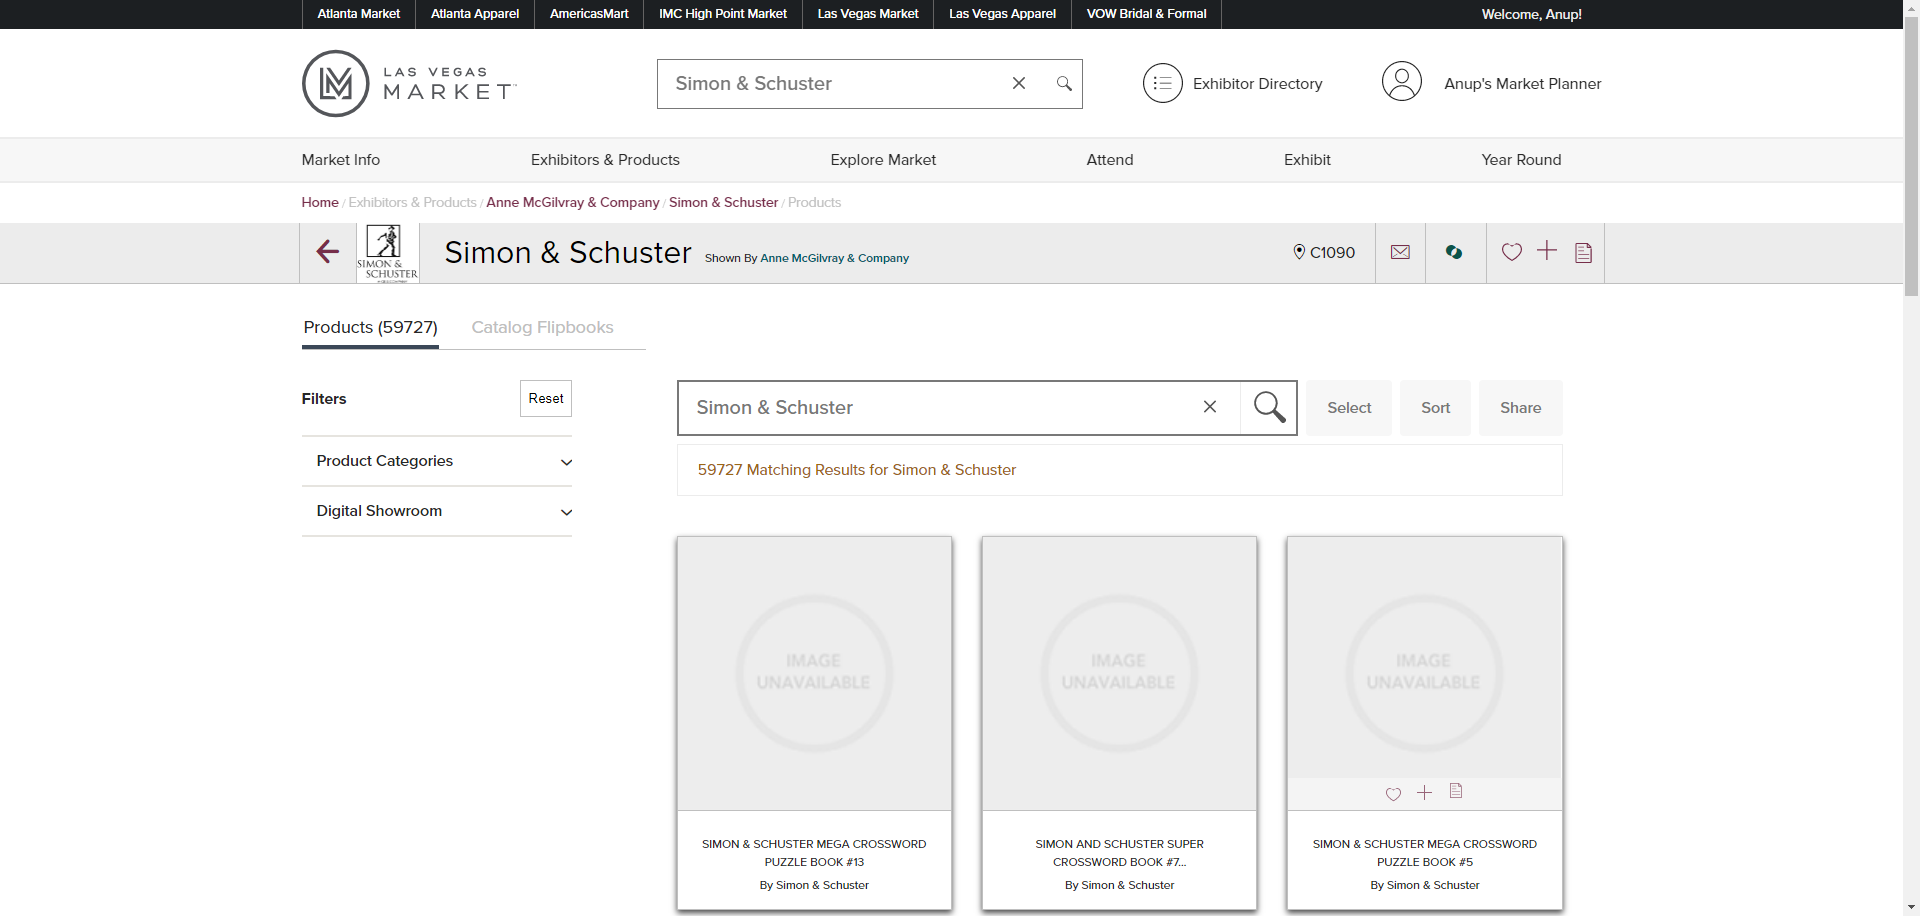 Atlanta Market
Atlanta Apparel
AmericasMart
IMC High Point Market
Las Vegas Market
Las Vegas Apparel
VOW Bridal & Formal
Welcome, Anup!
LAS VEGAS
MARKET
Simon & Schuster
Exhibitor Directory
Anup's Market Planner
Market Info
Exhibitors & Products
Explore Market
Attend
Exhibit
Year Round
Home / Exhibitors & Products / Anne McGilvray & Company / Simon & Schuster / Products
SIMON &
SCHUSTER
Simon & Schuster
Shown By Anne McGilvray & Company
C1090
Products (59727)
Catalog Flipbooks
Filters
Reset
Product Categories
Digital Showroom
Simon & Schuster
Select
Sort
Share
59727 Matching Results for Simon & Schuster
IMAGE
UNAVAILABLE
SIMON & SCHUSTER MEGA CROSSWORD
PUZZLE BOOK #13
By Simon & Schuster
IMAGE
UNAVAILABLE
SIMON AND SCHUSTER SUPER
CROSSWORD BOOK #7...
By Simon & Schuster
IMAGE
UNAVAILABLE
SIMON & SCHUSTER MEGA CROSSWORD
PUZZLE BOOK #5
By Simon & Schuster